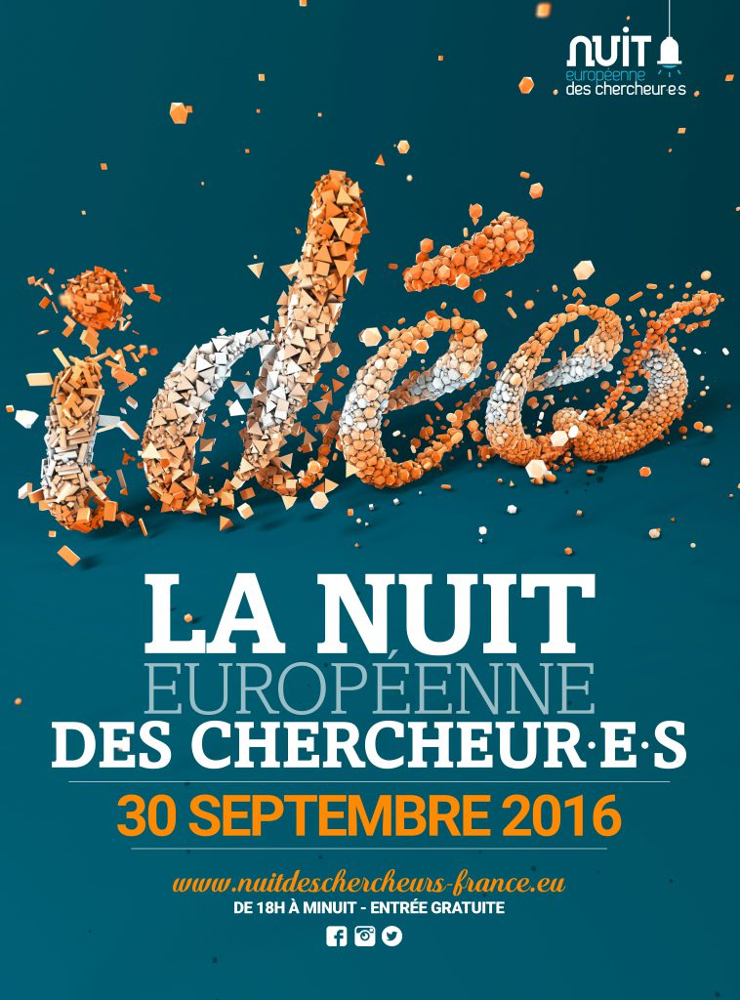 nuit
européenne
des chercheur·e·s
idées
LA NUIT
EUROPÉENNE
DES CHERCHEUR·E·S
30 SEPTEMBRE 2016
www.nuitdeschercheurs-france.eu
DE 18H À MINUIT - ENTRÉE GRATUITE